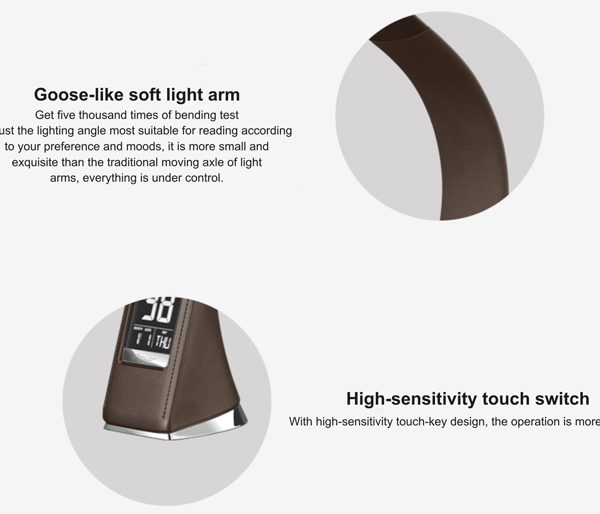 Goose-like soft light arm
Get five thousand times of bending test
ust the lighting angle most suitable for reading according
to your preference and moods, it is more small and
exquisite than the traditional moving axle of light
arms, everything is under control.
11 THU
High-sensitivity touch switch
With high-sensitivity touch-key design, the operation is more